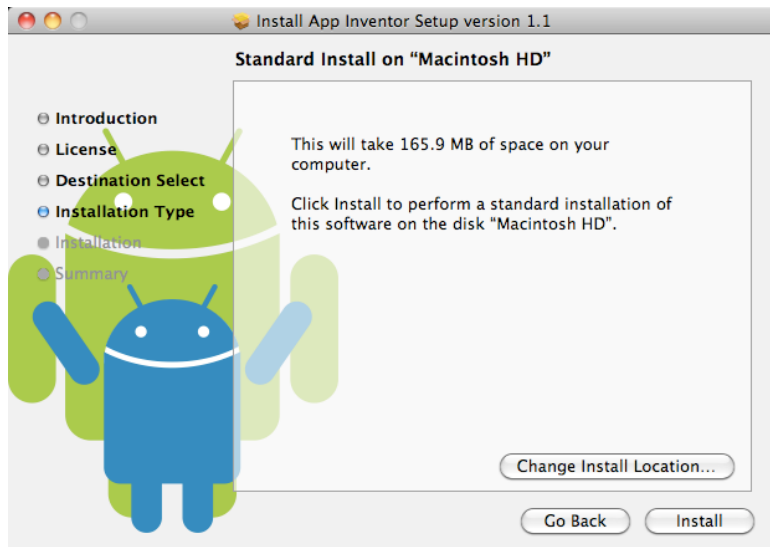 Install App Inventor Setup version 1.1
Standard Install on “Macintosh HD”
Introduction
License
Destination Select
Installation Type
Installation
Summary
This will take 165.9 MB of space on your
computer.
Click Install to perform a standard installation of
this software on the disk “Macintosh HD”.
Change Install Location...
Go Back
Install